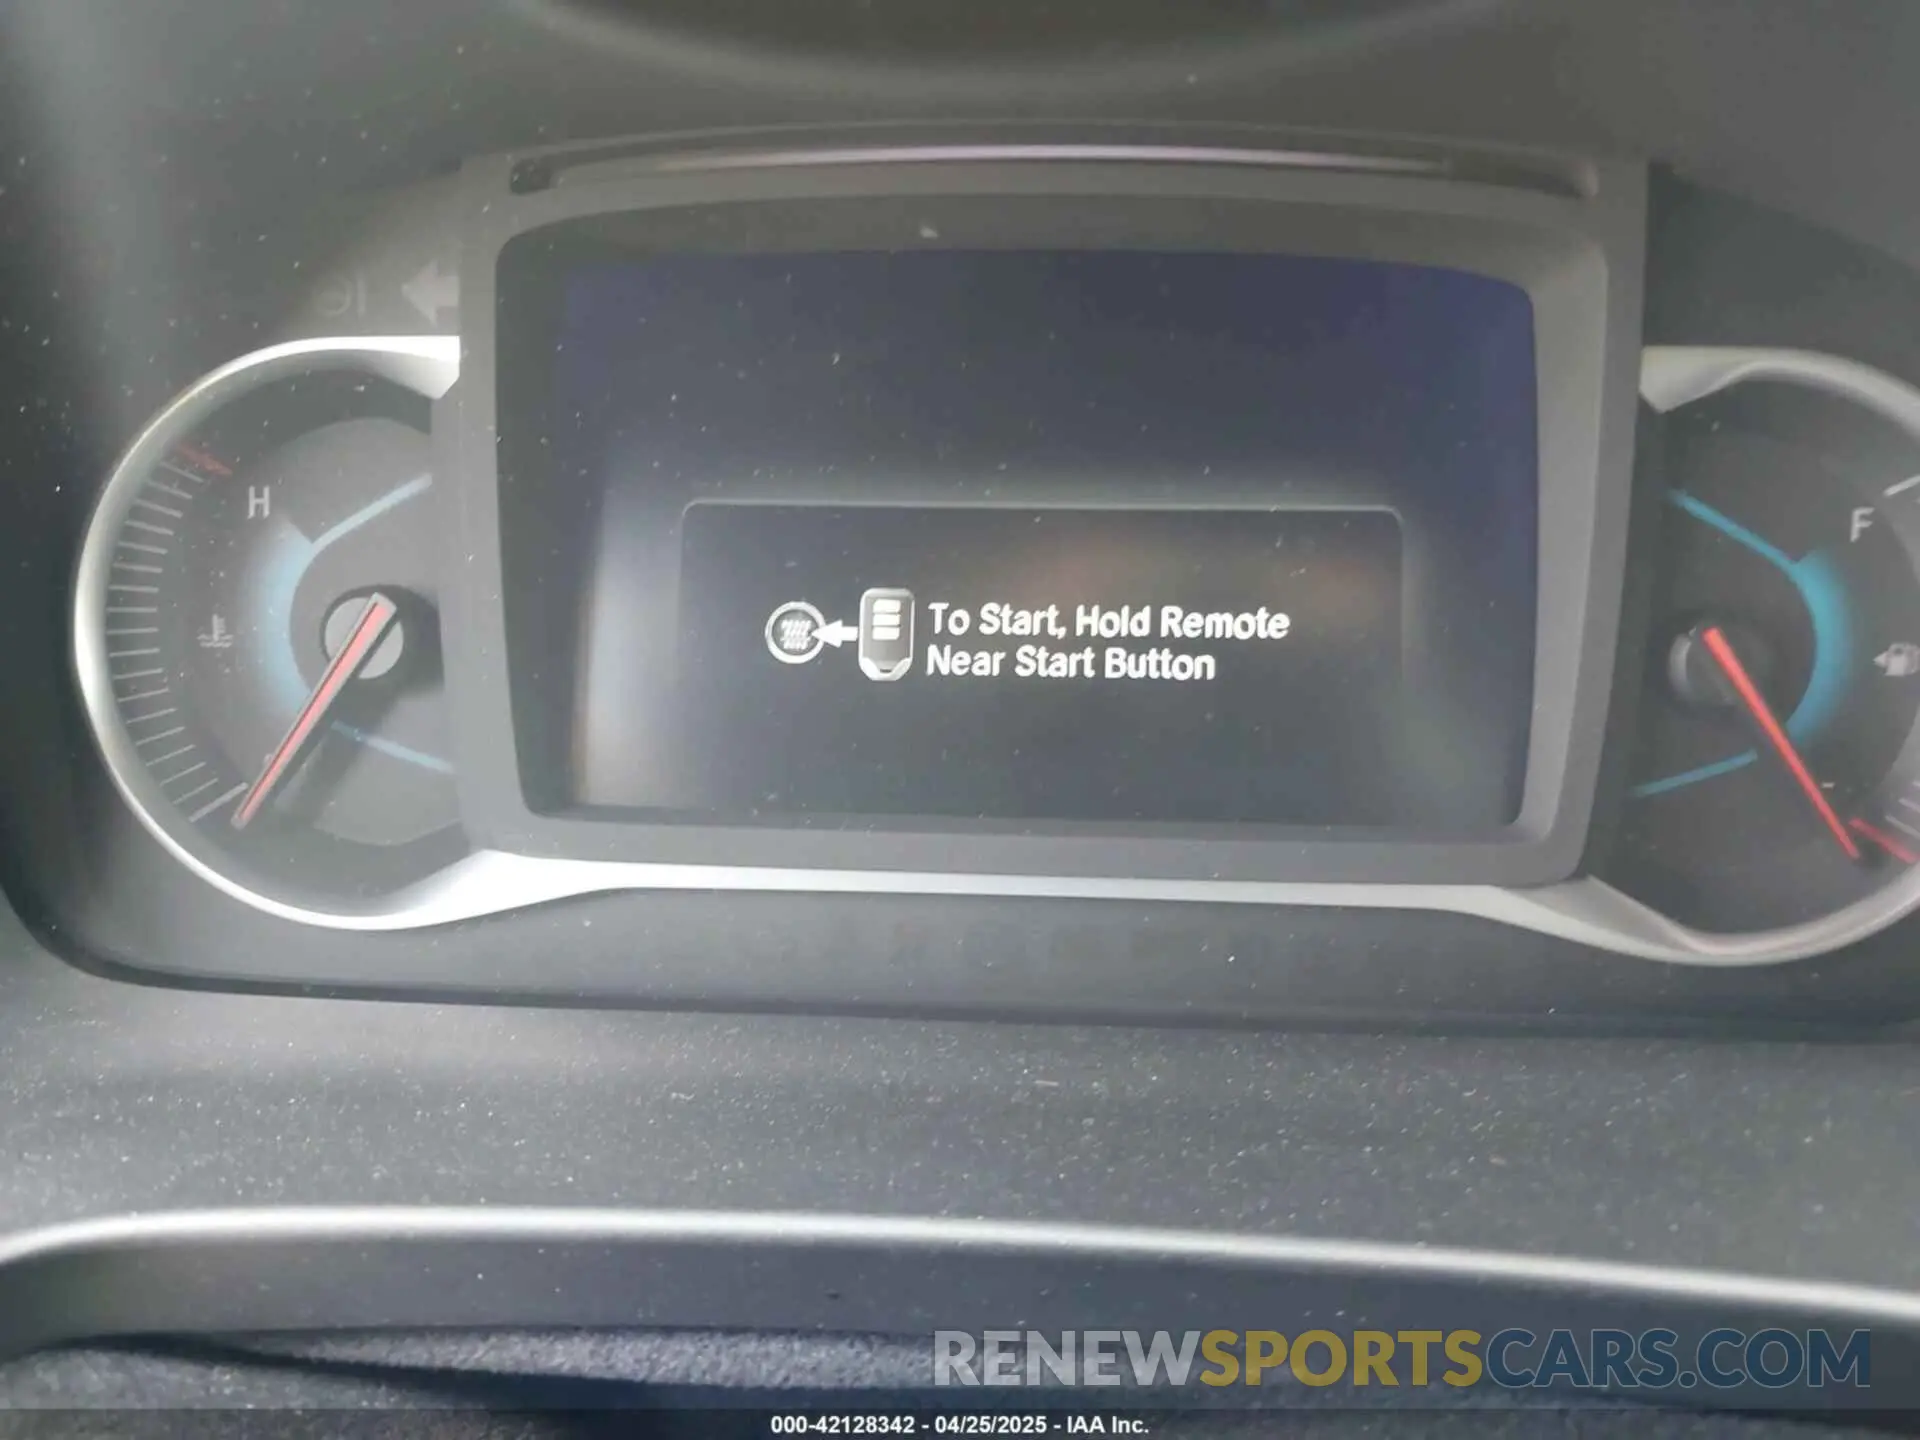 H
F
To Start, Hold Remote
Near Start Button
RENEWSPORTSCARS.COM
000-42128342 - 04/25/2025 - IAA Inc.